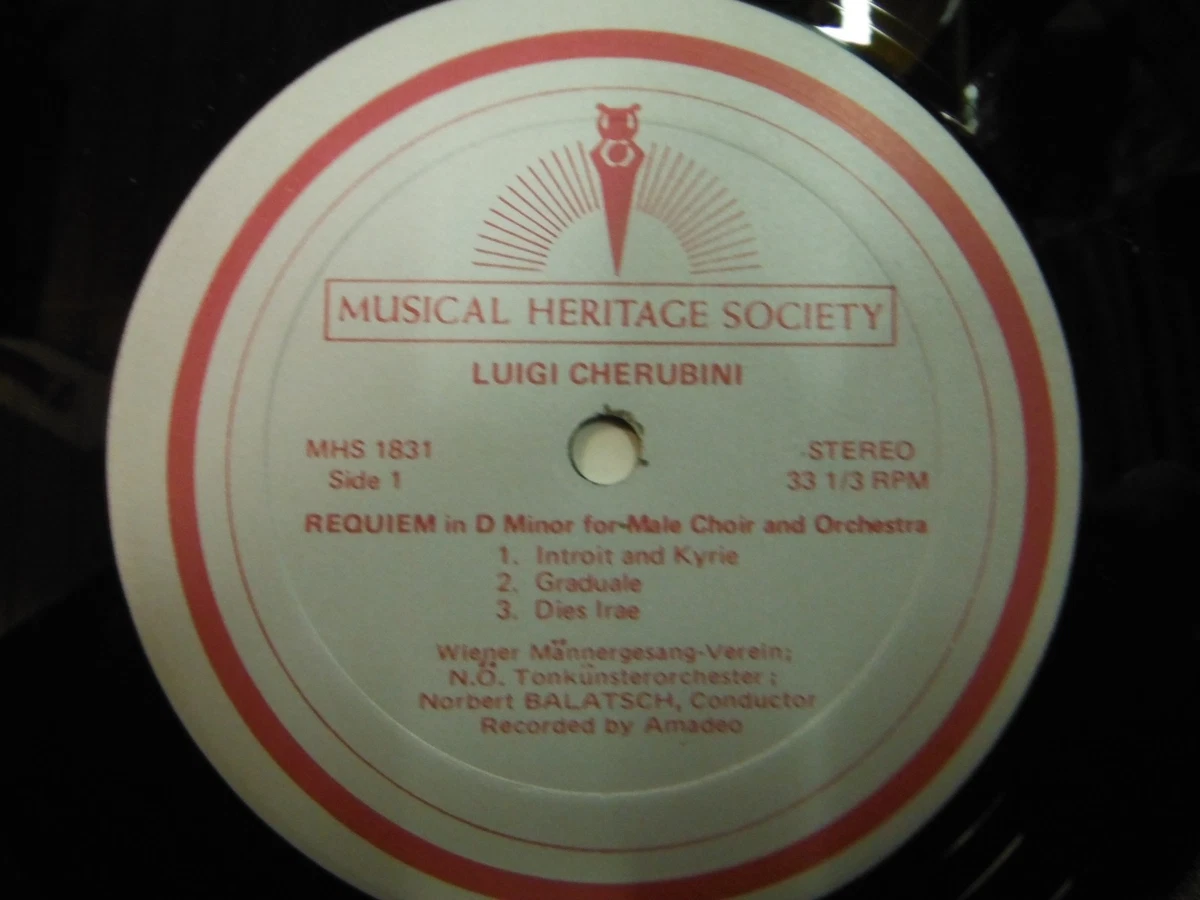 MUSICAL HERITAGE SOCIETY
LUIGI CHERUBINI
MHS 1831
STEREO
Side 1
33 1/3 RPM
REQUIEM in D Minor for Male Choir and Orchestra
1. Introit and Kyrie
2. Graduale
3. Dies Irae
Wiener Männergesang-Verein;
N.Ö. Tonkünsterorchester;
Norbert BALATSCH, Conductor
Recorded by Amadeo